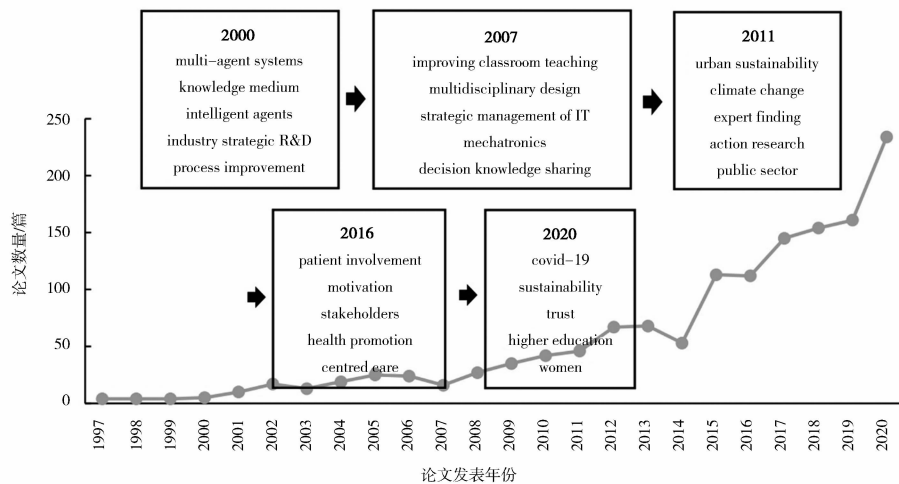 2000
multi-agent systems
knowledge medium
intelligent agents
industry strategic R&D
process improvement
2007
improving classroom teaching
multidisciplinary design
strategic management of IT
mechatronics
decision knowledge sharing
2011
urban sustainability
climate change
expert finding
action research
public sector
2016
patient involvement
motivation
stakeholders
health promotion
centred care
2020
covid-19
sustainability
trust
higher education
women
论文数量/篇
250
200
150
100
50
0
1997
1998
1999
2000
2001
2002
2003
2004
2005
2006
2007
2008
2009
2010
2011
2012
2013
2014
2015
2016
2017
2018
2019
2020
论文发表年份